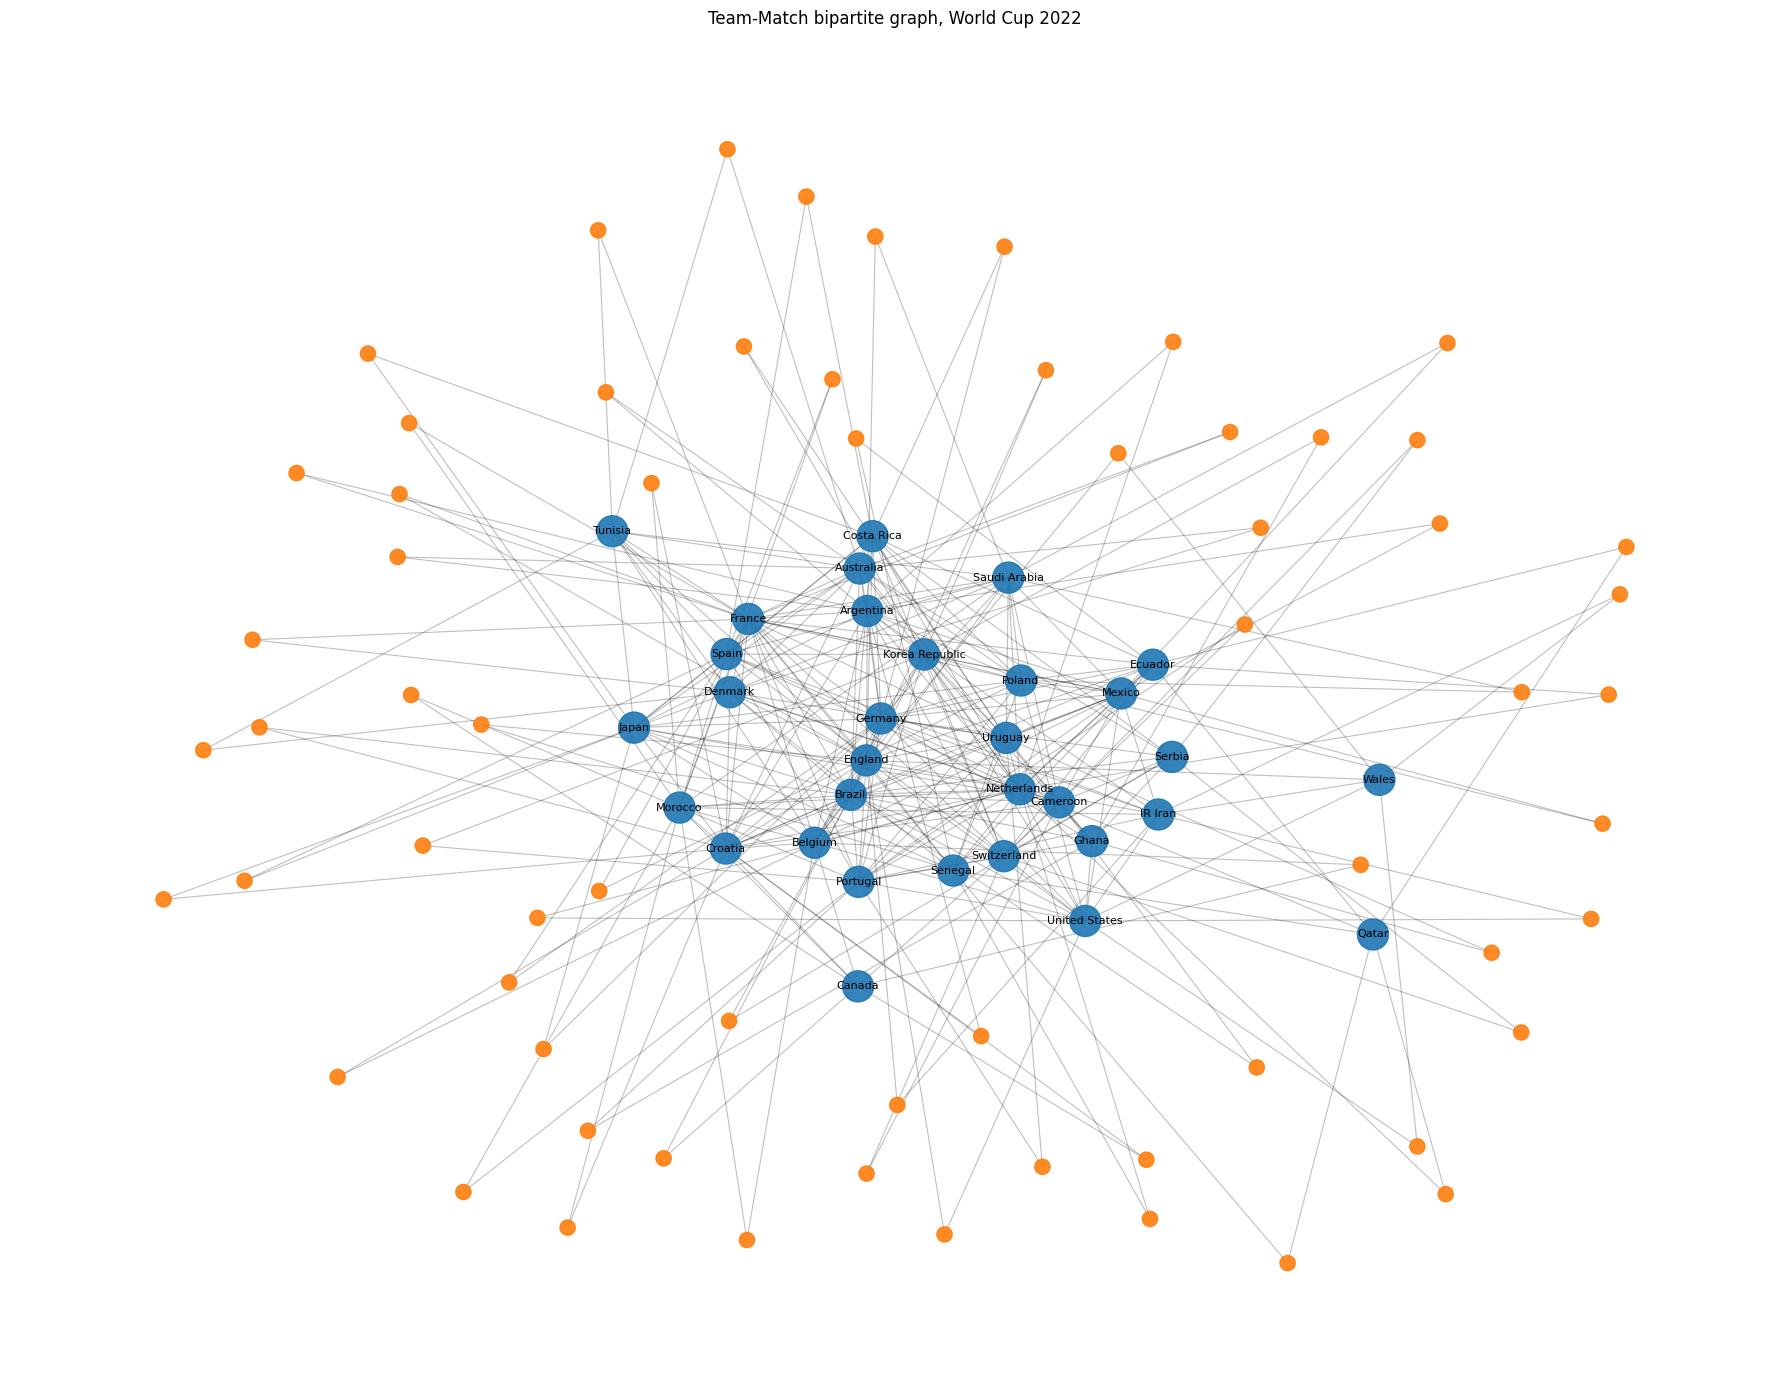 Team-Match bipartite graph, World Cup 2022
Tunisia
Costa Rica
Australia
Saudi Arabia
Argentina
France
Spain
Korea Republic
Ecuador
Poland
Denmark
Mexico
Germany
Japan
Uruguay
Serbia
England
Wales
Netherlands
Brazil
Cameroon
Morocco
IR Iran
Ghana
Belgium
Croatia
Switzerland
Senegal
Portugal
United States
Qatar
Canada